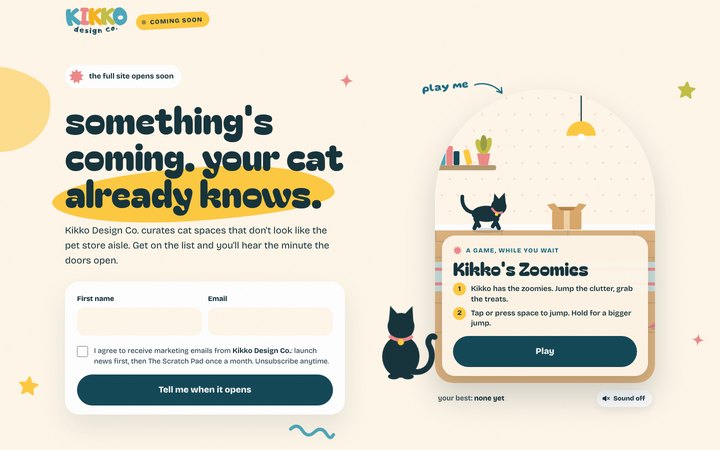 KIKKO
design co.
COMING SOON
the full site opens soon
something's
coming. your cat
already knows.
Kikko Design Co. curates cat spaces that don't look like the
pet store aisle. Get on the list and you'll hear the minute the
doors open.
First name
Email
I agree to receive marketing emails from Kikko Design Co.: launch
news first, then The Scratch Pad once a month. Unsubscribe anytime.
Tell me when it opens
play me
A GAME, WHILE YOU WAIT
Kikko's Zoomies
1 Kikko has the zoomies. Jump the clutter, grab
the treats.
2 Tap or press space to jump. Hold for a bigger
jump.
Play
your best: none yet
Sound off